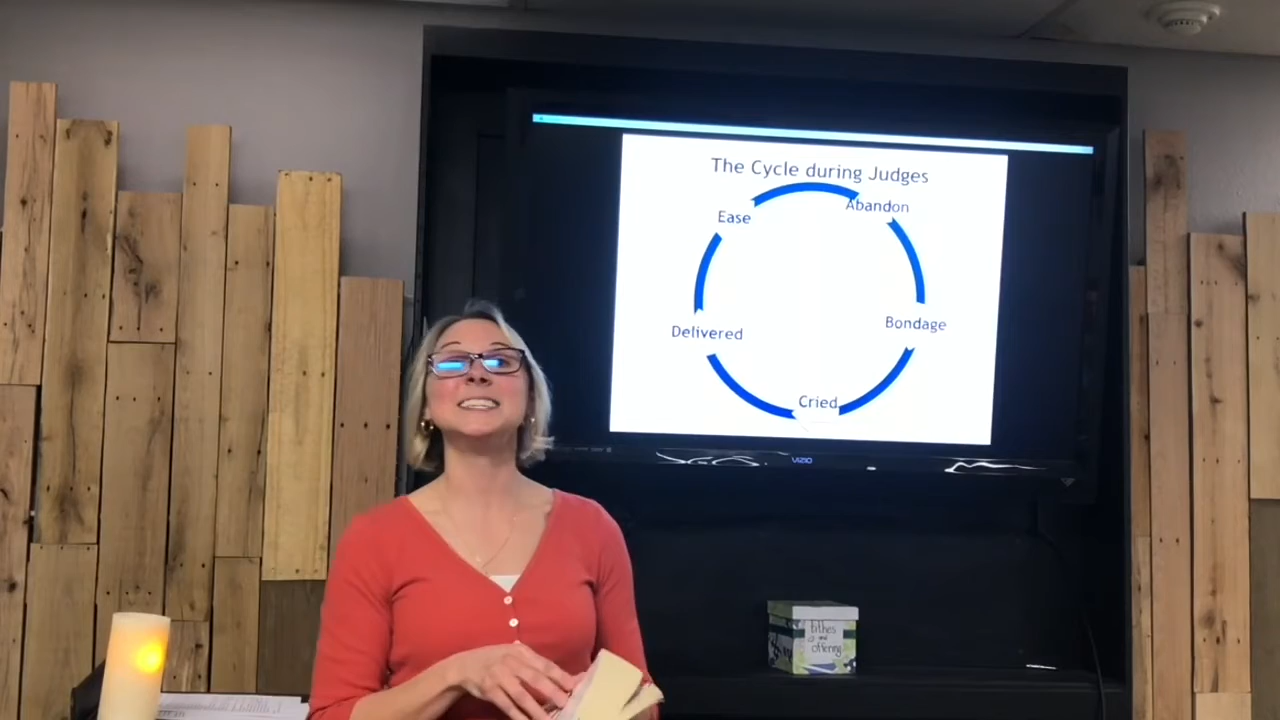 The Cycle during Judges
Abandon
Ease
Bondage
Delivered
Cried
VIZIO
tithes
and
offering